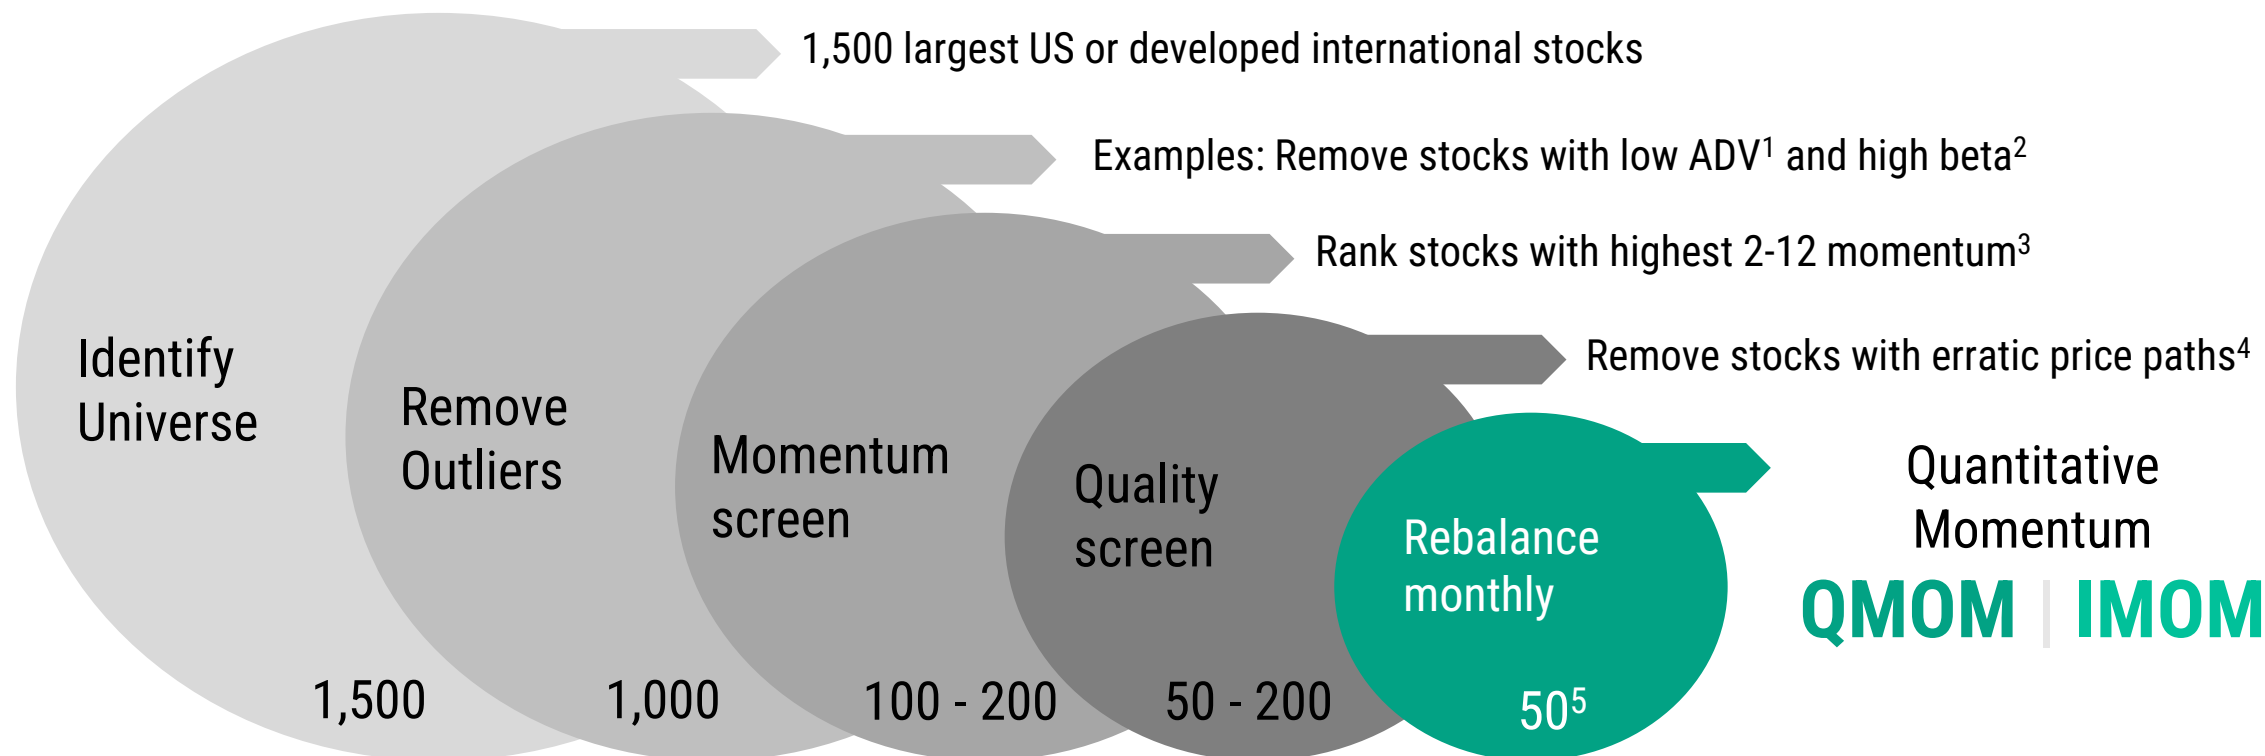 1,500 largest US or developed international stocks
Examples: Remove stocks with low ADV¹ and high beta²
Rank stocks with highest 2-12 momentum³
Remove stocks with erratic price paths⁴
Identify
Universe
Remove
Outliers
Momentum
screen
Quality
screen
Rebalance
monthly
Quantitative
Momentum
QMOM | IMOM
1,500
1,000
100 - 200
50 - 200
50⁵